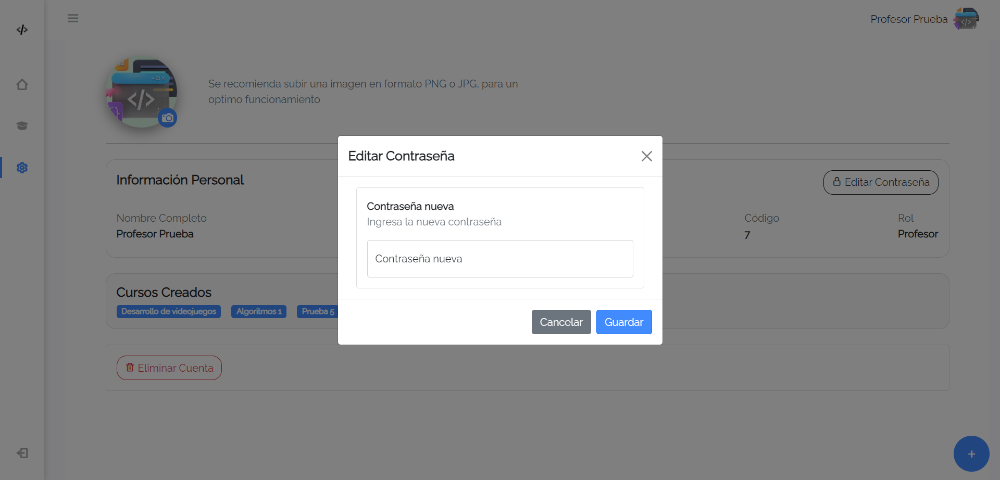 </>
Profesor Prueba
Se recomienda subir una imagen en formato PNG o JPG, para un
optimo funcionamiento
Editar Contraseña
Contraseña nueva
Ingresa la nueva contraseña
Contraseña nueva
Cancelar
Guardar
Información Personal
Editar Contraseña
Nombre Completo
Profesor Prueba
Código
7
Rol
Profesor
Cursos Creados
Desarrollo de videojuegos
Algoritmos 1
Prueba 5
Eliminar Cuenta
+